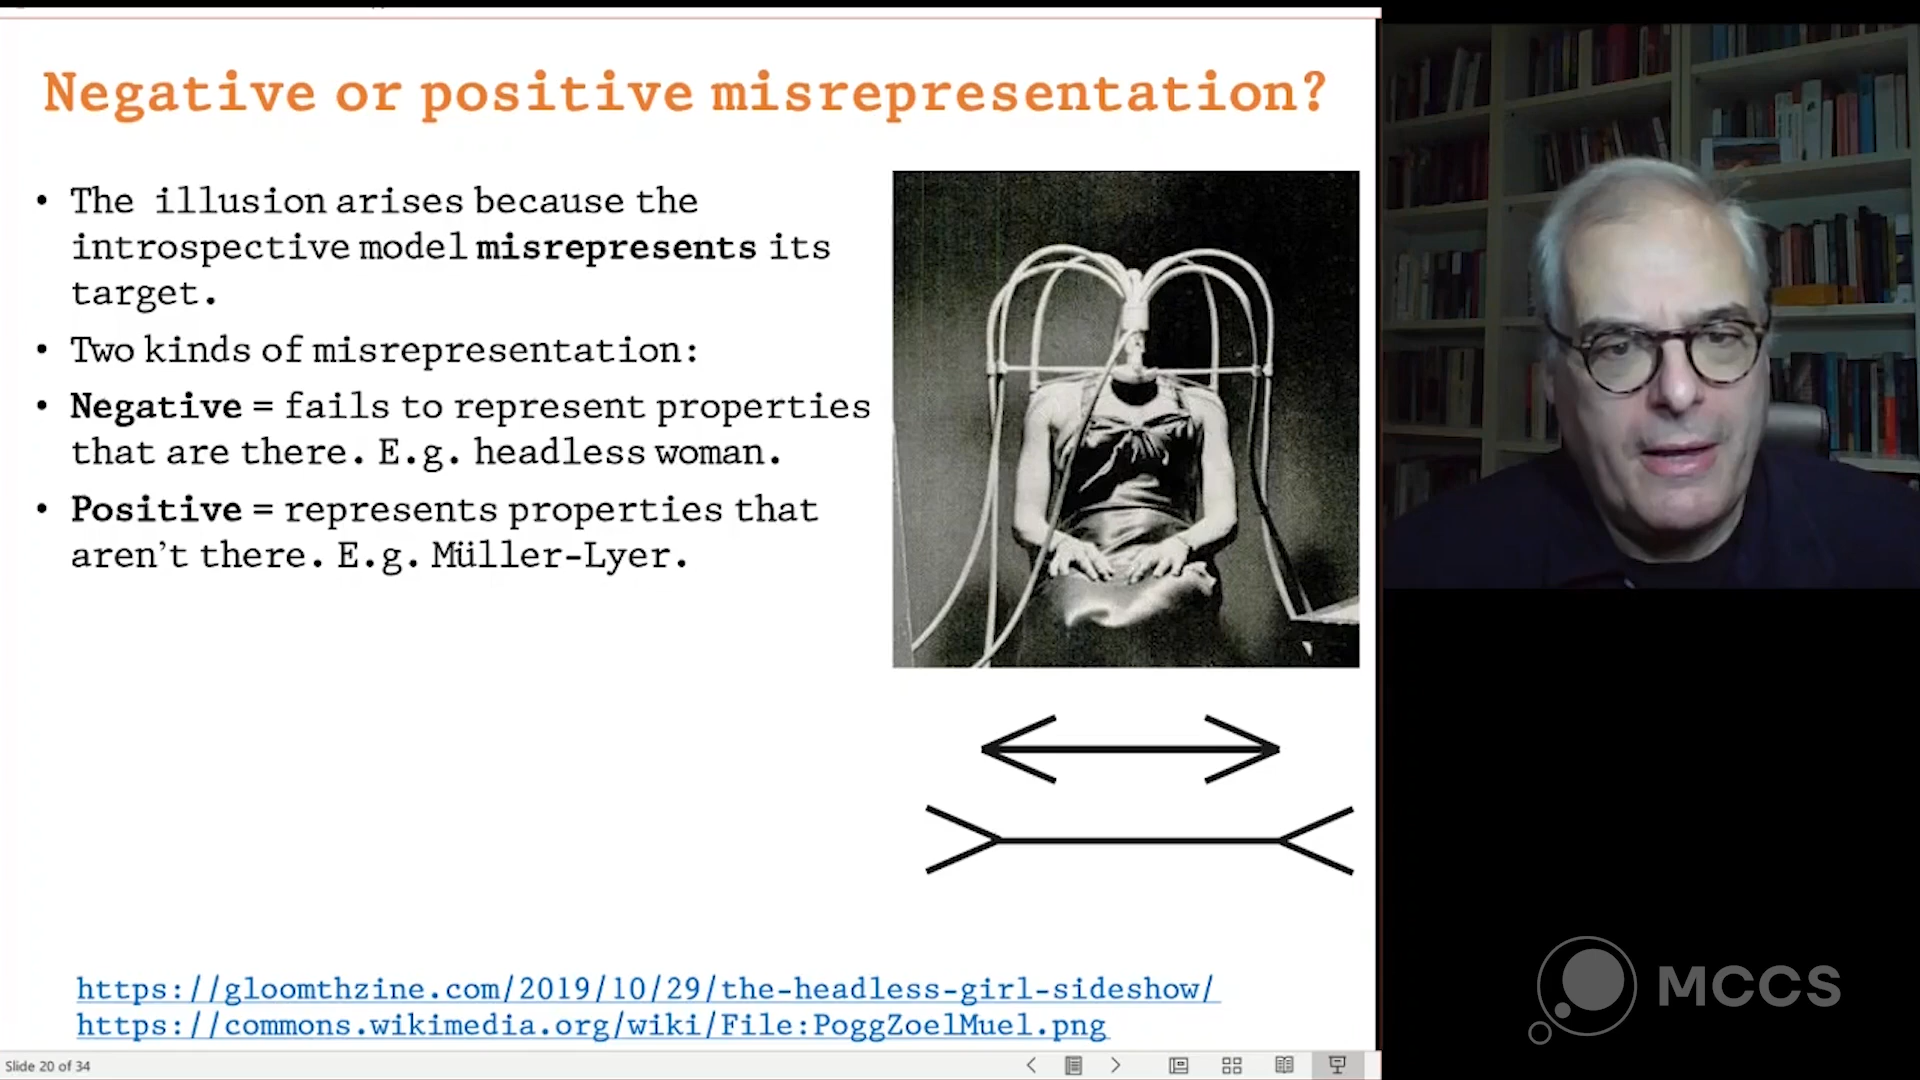 Negative or positive misrepresentation?
• The illusion arises because the
introspective model misrepresents its
target.
• Two kinds of misrepresentation:
• Negative = fails to represent properties
that are there. E.g. headless woman.
• Positive = represents properties that
aren’t there. E.g. Müller-Lyer.
https://gloomthzine.com/2019/10/29/the-headless-girl-sideshow/
https://commons.wikimedia.org/wiki/File:PoggZoelMuel.png
Slide 20 of 34
MCCS